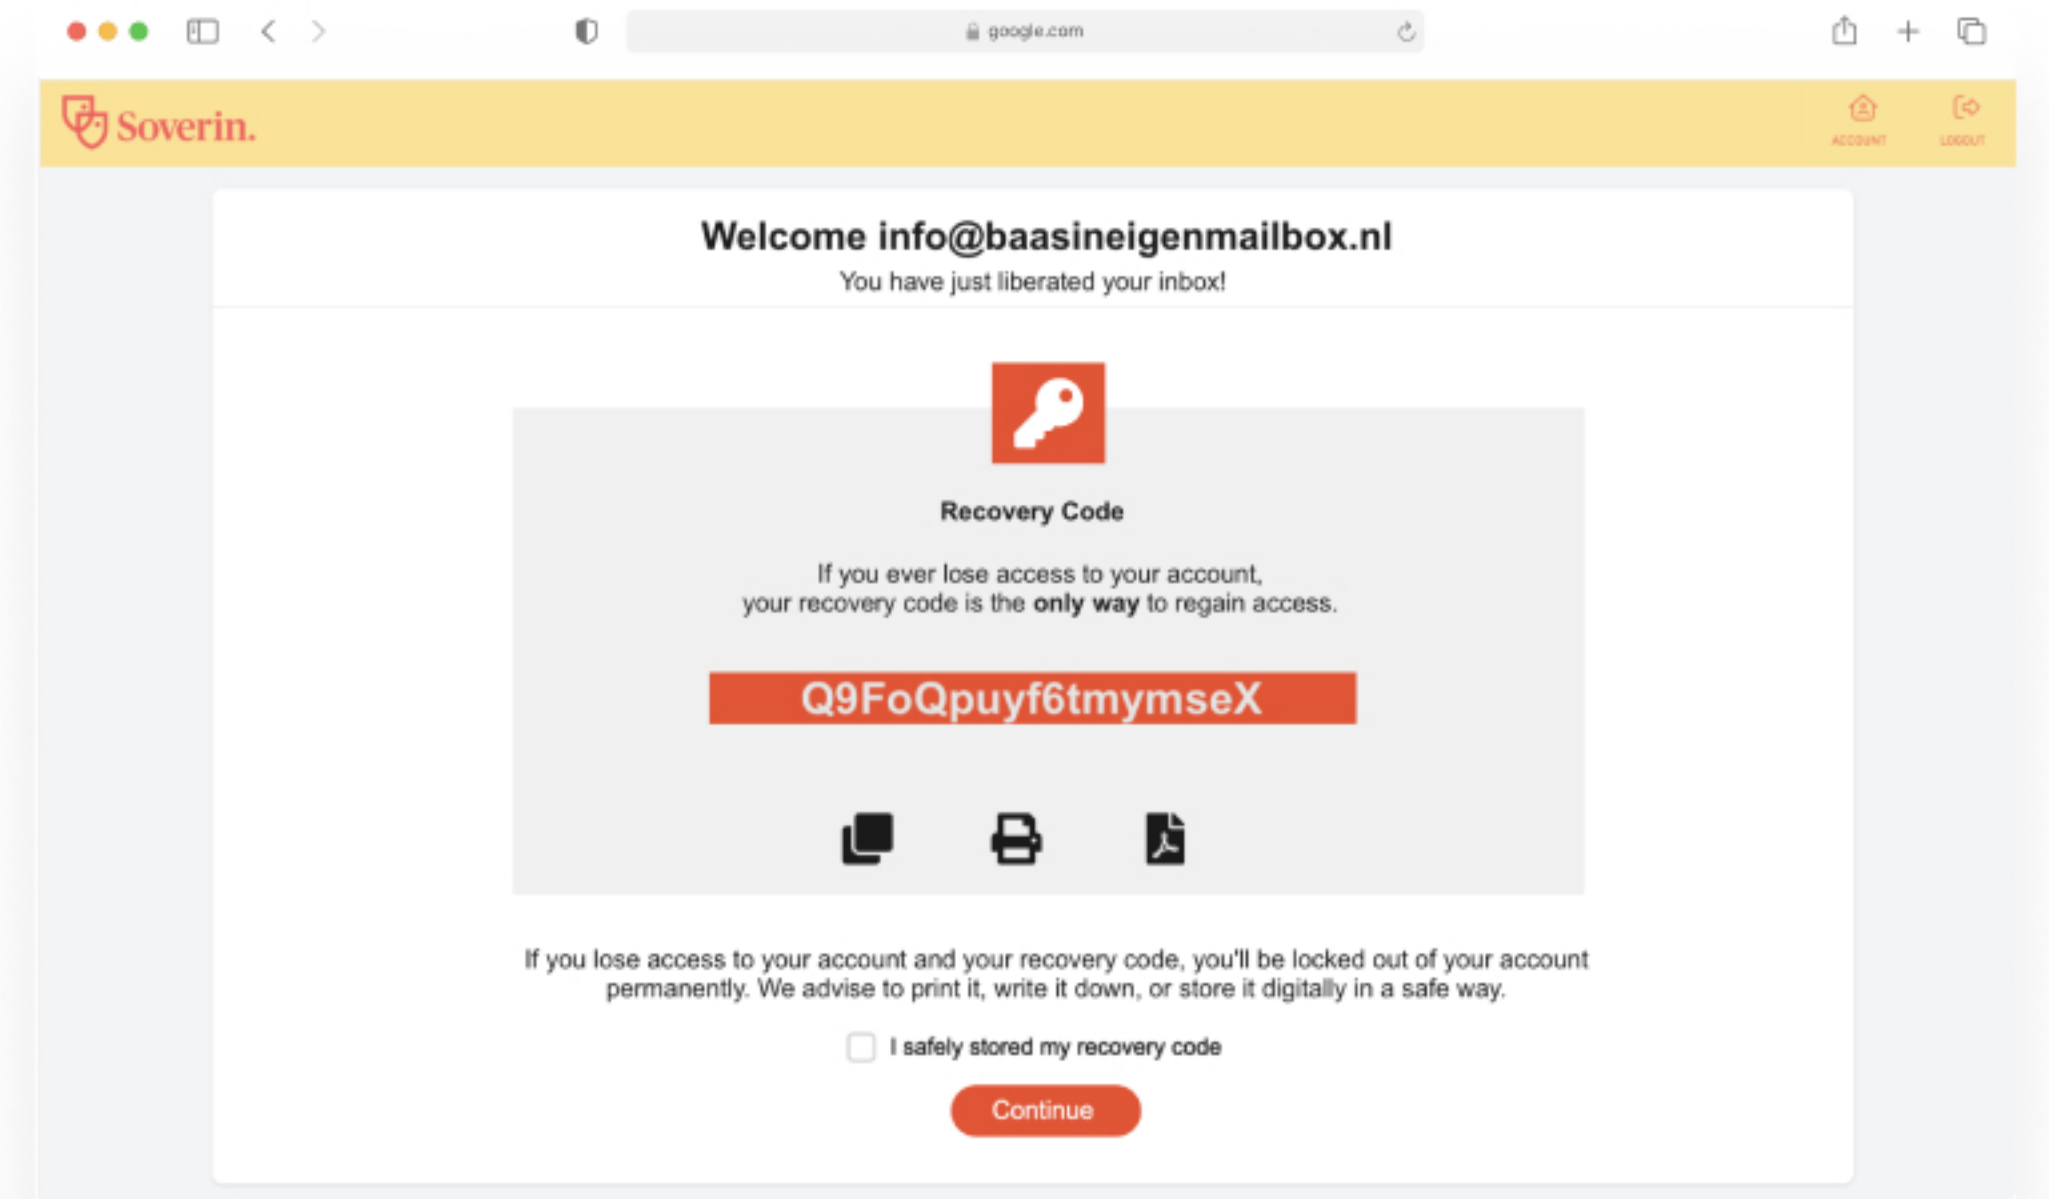 google.com
Soverin.
ACCOUNT
LOGOUT
Welcome info@baasineigenmailbox.nl
You have just liberated your inbox!
Recovery Code
If you ever lose access to your account,
your recovery code is the only way to regain access.
Q9FoQpuyf6tmymseX
If you lose access to your account and your recovery code, you'll be locked out of your account
permanently. We advise to print it, write it down, or store it digitally in a safe way.
I safely stored my recovery code
Continue